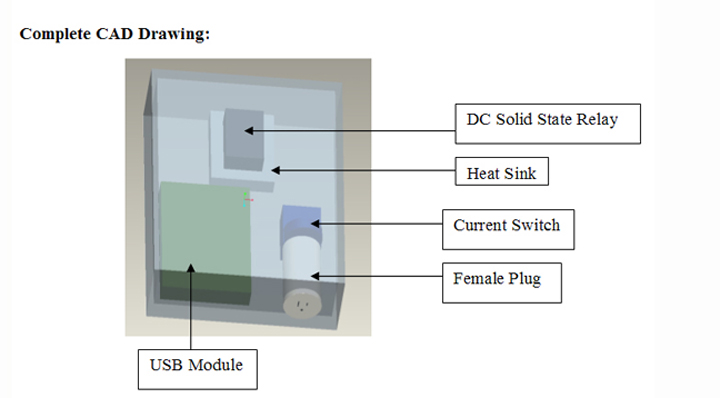 Complete CAD Drawing:
DC Solid State Relay
Heat Sink
Current Switch
Female Plug
USB Module